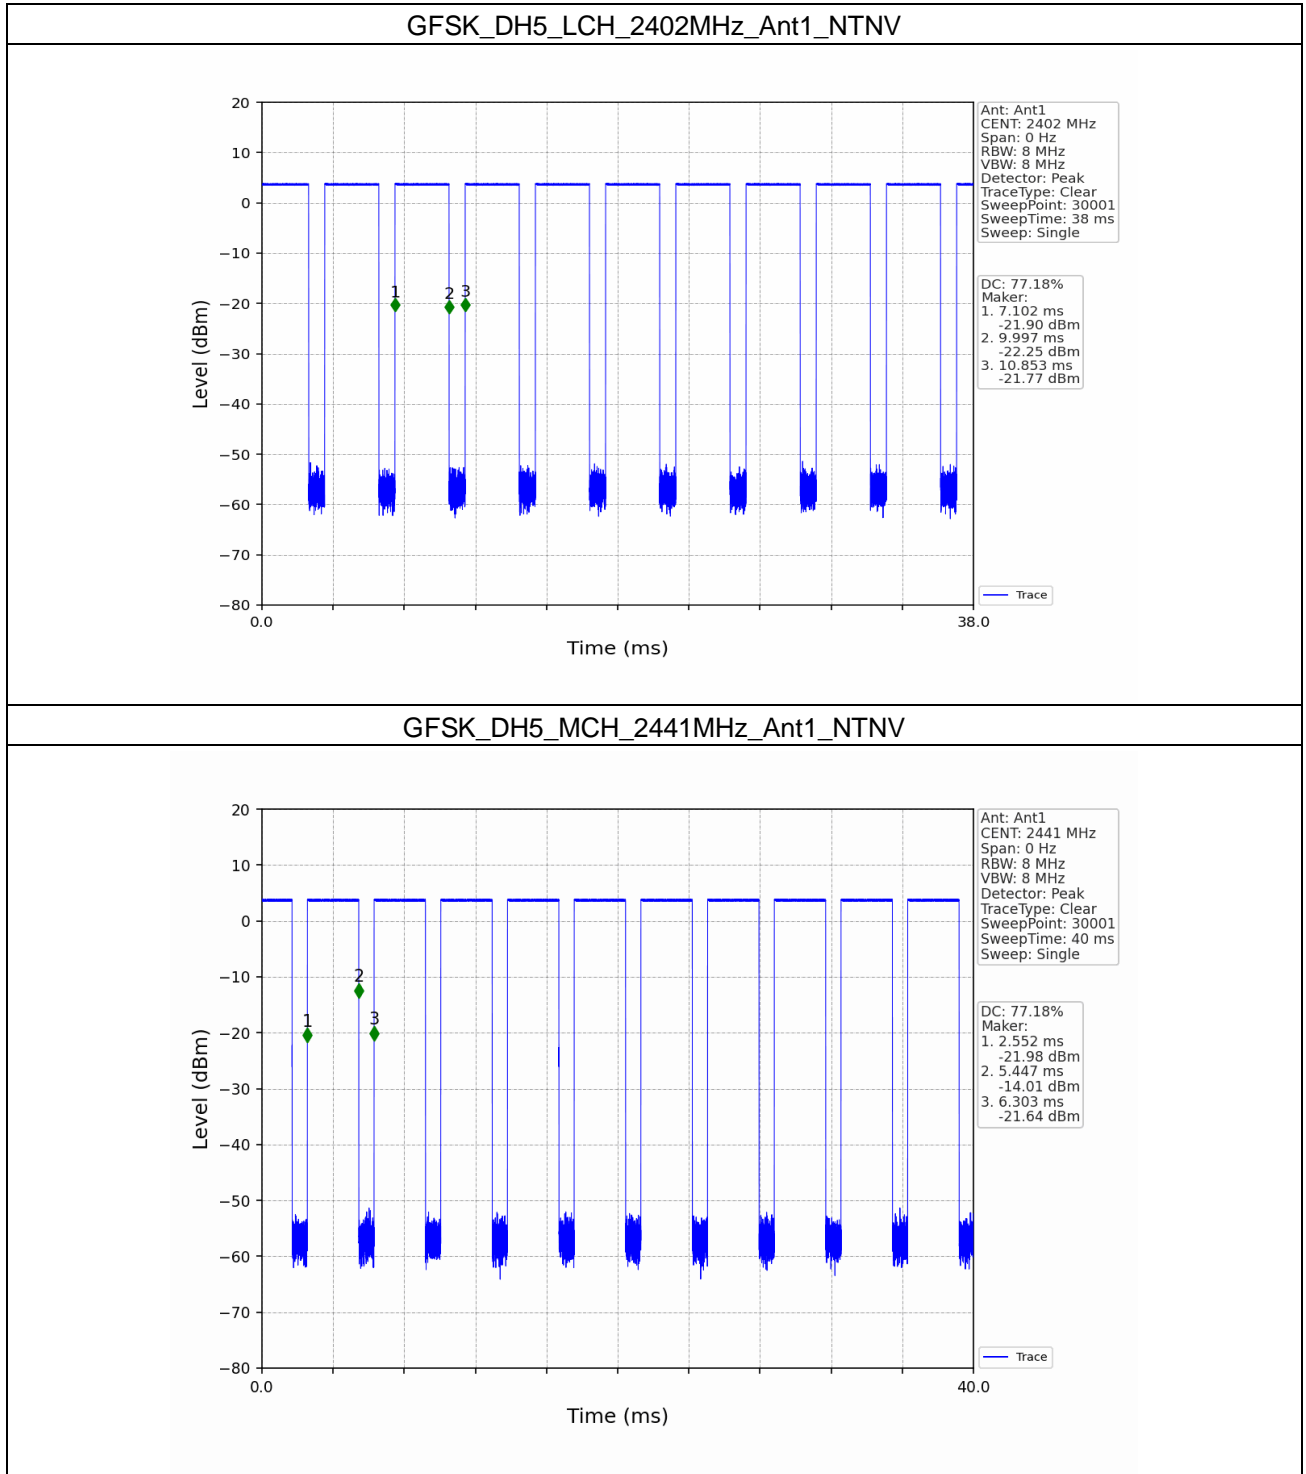 GFSK_DH5_LCH_2402MHz_Ant1_NTNV
20
10
0
−10
−20
−30
−40
−50
−60
−70
−80
Level (dBm)
1
2
3
0.0
38.0
Time (ms)
Ant: Ant1
CENT: 2402 MHz
Span: 0 Hz
RBW: 8 MHz
VBW: 8 MHz
Detector: Peak
TraceType: Clear
SweepPoint: 30001
SweepTime: 38 ms
Sweep: Single
DC: 77.18%
Maker:
1. 7.102 ms
-21.90 dBm
2. 9.997 ms
-22.25 dBm
3. 10.853 ms
-21.77 dBm
Trace
GFSK_DH5_MCH_2441MHz_Ant1_NTNV
20
10
0
−10
−20
−30
−40
−50
−60
−70
−80
Level (dBm)
1
2
3
0.0
40.0
Time (ms)
Ant: Ant1
CENT: 2441 MHz
Span: 0 Hz
RBW: 8 MHz
VBW: 8 MHz
Detector: Peak
TraceType: Clear
SweepPoint: 30001
SweepTime: 40 ms
Sweep: Single
DC: 77.18%
Maker:
1. 2.552 ms
-21.98 dBm
2. 5.447 ms
-14.01 dBm
3. 6.303 ms
-21.64 dBm
Trace